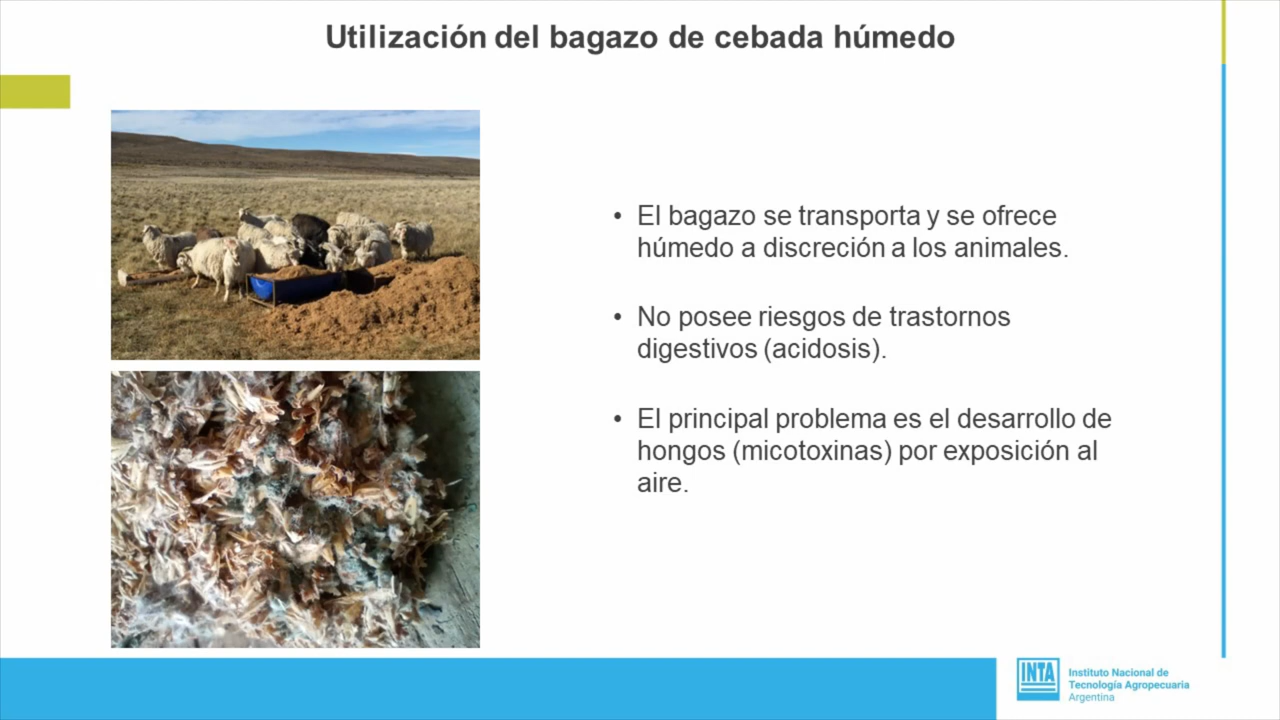 Utilización del bagazo de cebada húmedo
• El bagazo se transporta y se ofrece
húmedo a discreción a los animales.
• No posee riesgos de trastornos
digestivos (acidosis).
• El principal problema es el desarrollo de
hongos (micotoxinas) por exposición al
aire.
INTA
Instituto Nacional de
Tecnología Agropecuaria
Argentina